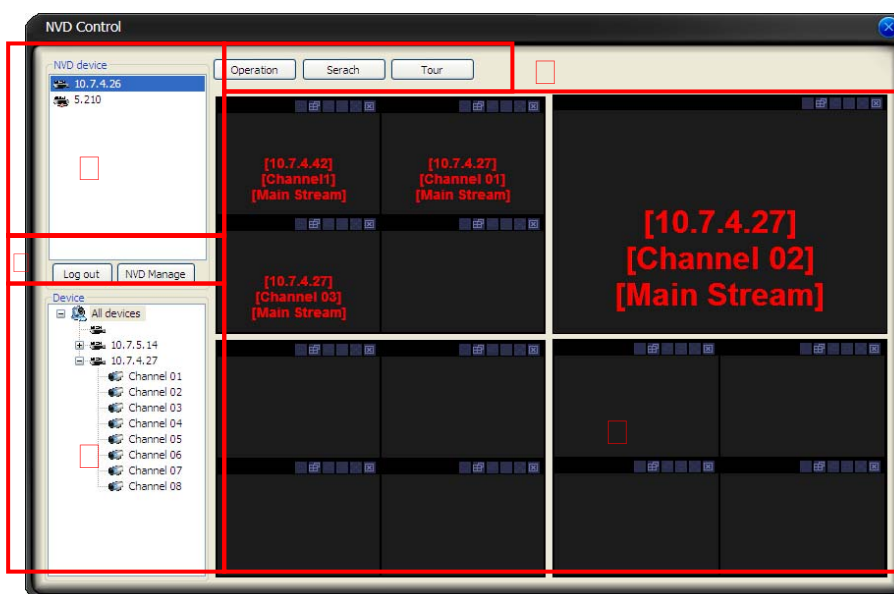 NVD Control
NVD device
10.7.4.26
5.210
Log out
NVD Manage
Device
All devices
10.7.5.14
10.7.4.27
Channel 01
Channel 02
Channel 03
Channel 04
Channel 05
Channel 06
Channel 07
Channel 08
Operation
Serach
Tour
[10.7.4.42]
[Channel1]
[Main Stream]
[10.7.4.27]
[Channel 01]
[Main Stream]
[10.7.4.27]
[Channel 03]
[Main Stream]
[10.7.4.27]
[Channel 02]
[Main Stream]